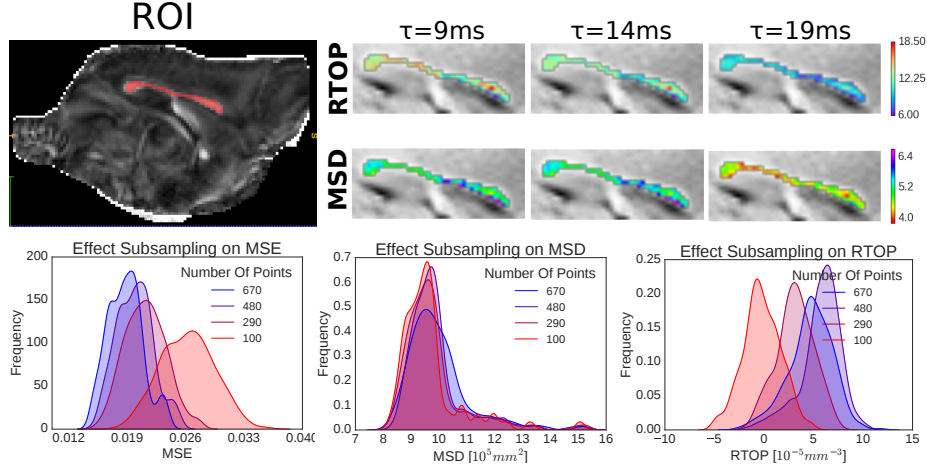 ROI
τ=9ms τ=14ms τ=19ms
RTOP
18.50
12.25
6.00
MSD
6.4
5.2
4.0
S
Effect Subsampling on MSE
Number Of Points
670
480
290
100
Frequency
200
150
100
50
0
0.012 0.019 0.026 0.033 0.040
MSE
Effect Subsampling on MSD
Number Of Points
670
480
290
100
Frequency
0.7
0.6
0.5
0.4
0.3
0.2
0.1
0.0
7 8 9 10 11 12 13 14 15 16
MSD [10⁵mm²]
Effect Subsampling on RTOP
Number Of Points
670
480
290
100
Frequency
0.25
0.20
0.15
0.10
0.05
0.00
−10 −5 0 5 10 15
RTOP [10⁻⁵mm⁻³]